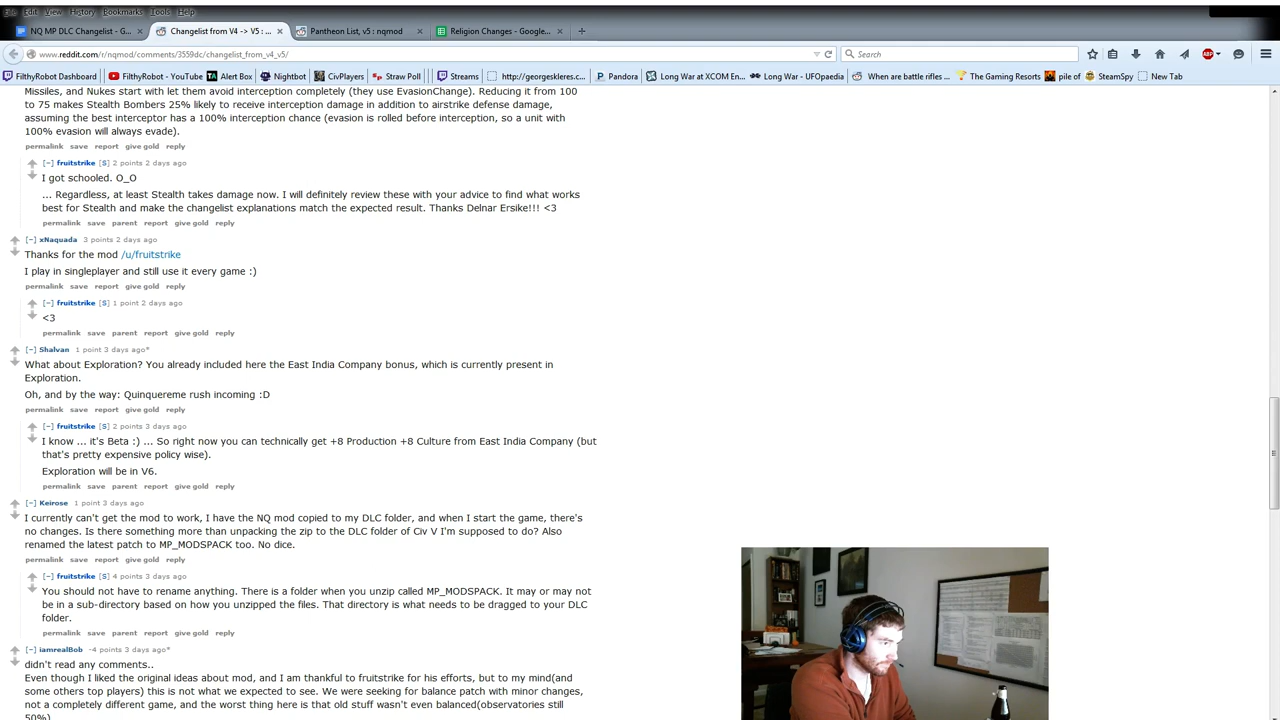 File Edit View History Bookmarks Tools Help
NQ MP DLC Changelist - G... × Changelist from V4 -> V5 : ... × Pantheon List, v5 : nqmod × Religion Changes - Google... × +
www.reddit.com/r/nqmod/comments/3559dc/changelist_from_v4_v5/ Search
FilthyRobot Dashboard FilthyRobot - YouTube Alert Box Nightbot CivPlayers Straw Poll Streams http://georgeskleres.c... Pandora Long War at XCOM En... Long War - UFOpaedia When are battle rifles ... The Gaming Resorts pile of SteamSpy New Tab
Missiles, and Nukes start with let them avoid interception completely (they use EvasionChange). Reducing it from 100
to 75 makes Stealth Bombers 25% likely to receive interception damage in addition to airstrike defense damage,
assuming the best interceptor has a 100% interception chance (evasion is rolled before interception, so a unit with
100% evasion will always evade).
permalink save report give gold reply
[-] fruitstrike [S] 2 points 2 days ago
I got schooled. O_O
... Regardless, at least Stealth takes damage now. I will definitely review these with your advice to find what works
best for Stealth and make the changelist explanations match the expected result. Thanks Delnar Ersike!!! <3
permalink save parent report give gold reply
[-] xNaquada 3 points 2 days ago
Thanks for the mod /u/fruitstrike
I play in singleplayer and still use it every game :)
permalink save report give gold reply
[-] fruitstrike [S] 1 point 2 days ago
<3
permalink save parent report give gold reply
[-] Shalvan 1 point 3 days ago*
What about Exploration? You already included here the East India Company bonus, which is currently present in
Exploration.
Oh, and by the way: Quinquereme rush incoming :D
permalink save report give gold reply
[-] fruitstrike [S] 2 points 3 days ago
I know ... it's Beta :) ... So right now you can technically get +8 Production +8 Culture from East India Company (but
that's pretty expensive policy wise).
Exploration will be in V6.
permalink save parent report give gold reply
[-] Keirose 1 point 3 days ago
I currently can't get the mod to work, I have the NQ mod copied to my DLC folder, and when I start the game, there's
no changes. Is there something more than unpacking the zip to the DLC folder of Civ V I'm supposed to do? Also
renamed the latest patch to MP_MODSPACK too. No dice.
permalink save report give gold reply
[-] fruitstrike [S] 4 points 3 days ago
You should not have to rename anything. There is a folder when you unzip called MP_MODSPACK. It may or may not
be in a sub-directory based on how you unzipped the files. That directory is what needs to be dragged to your DLC
folder.
permalink save parent report give gold reply
[-] iamrealBob -4 points 3 days ago*
didn't read any comments..
Even though I liked the original ideas about mod, and I am thankful to fruitstrike for his efforts, but to my mind(and
some others top players) this is not what we expected to see. We were seeking for balance patch with minor changes,
not a completely different game, and the worst thing here is that old stuff wasn't even balanced(observatories still
50%)